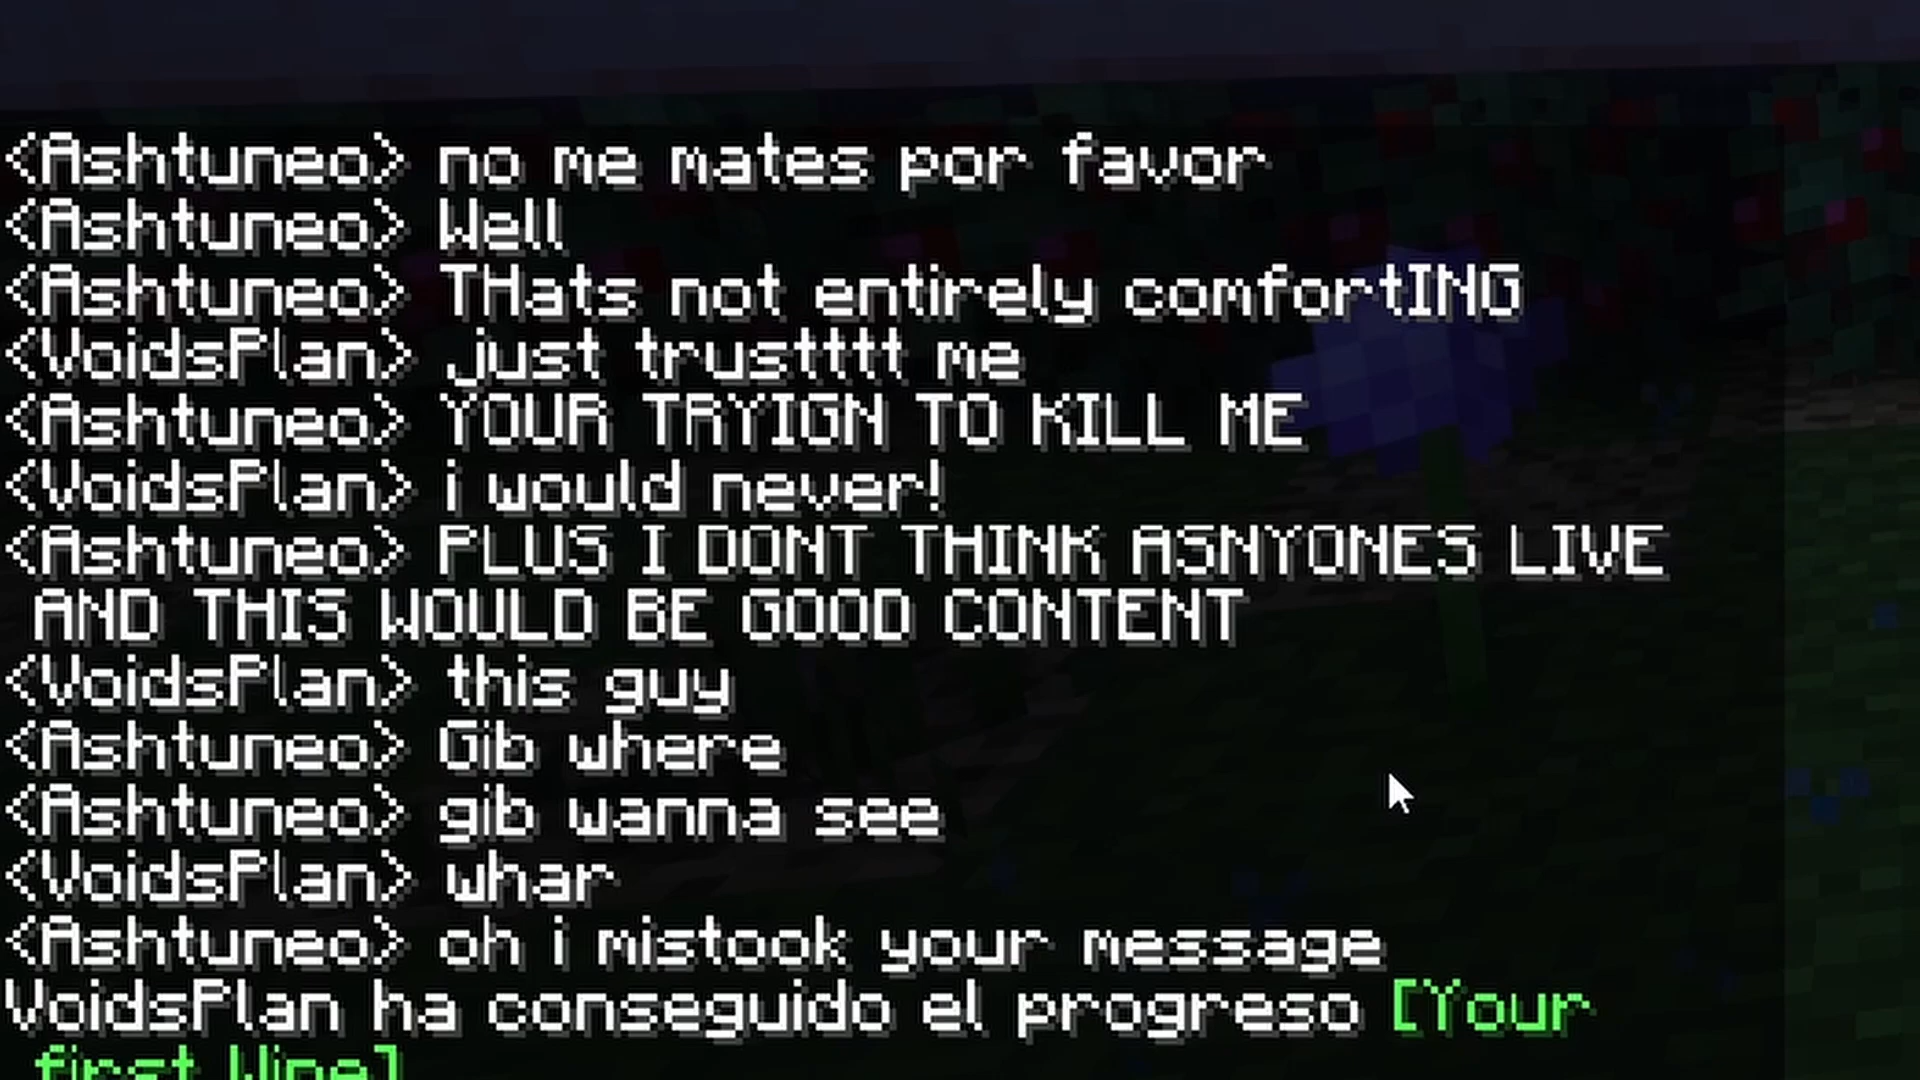 <Ashtuneo> no me mates por favor
<Ashtuneo> Well
<Ashtuneo> THats not entirely comfortING
<VoidsPlan> just trustttt me
<Ashtuneo> YOUR TRYIGN TO KILL ME
<VoidsPlan> i would never!
<Ashtuneo> PLUS I DONT THINK ASNYONES LIVE
AND THIS WOULD BE GOOD CONTENT
<VoidsPlan> this guy
<Ashtuneo> Gib where
<Ashtuneo> gib wanna see
<VoidsPlan> whar
<Ashtuneo> oh i mistook your message
VoidsPlan ha conseguido el progreso [Your
first Wine]